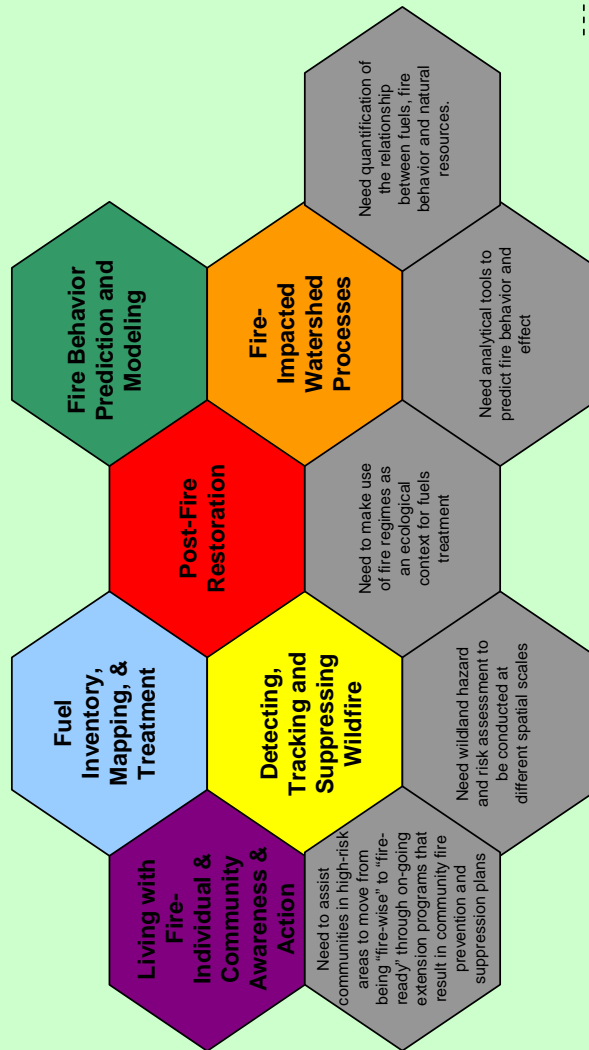 Fuel
Inventory,
Mapping, &
Treatment
Fire Behavior
Prediction and
Modeling
Living with
Fire-
Individual &
Community
Awareness &
Action
Post-Fire
Restoration
Detecting,
Tracking and
Suppressing
Wildfire
Fire-
Impacted
Watershed
Processes
Need to assist
communities in high-risk
areas to move from
being "fire-wise" to "fire-
ready" through on-going
extension programs that
result in community fire
prevention and
suppression plans
Need to make use
of fire regimes as
an ecological
context for fuels
treatment
Need quantification of
the relationship
between fuels, fire
behavior and natural
resources.
Need wildland hazard
and risk assessment to
be conducted at
different spatial scales
Need analytical tools to
predict fire behavior and
effect